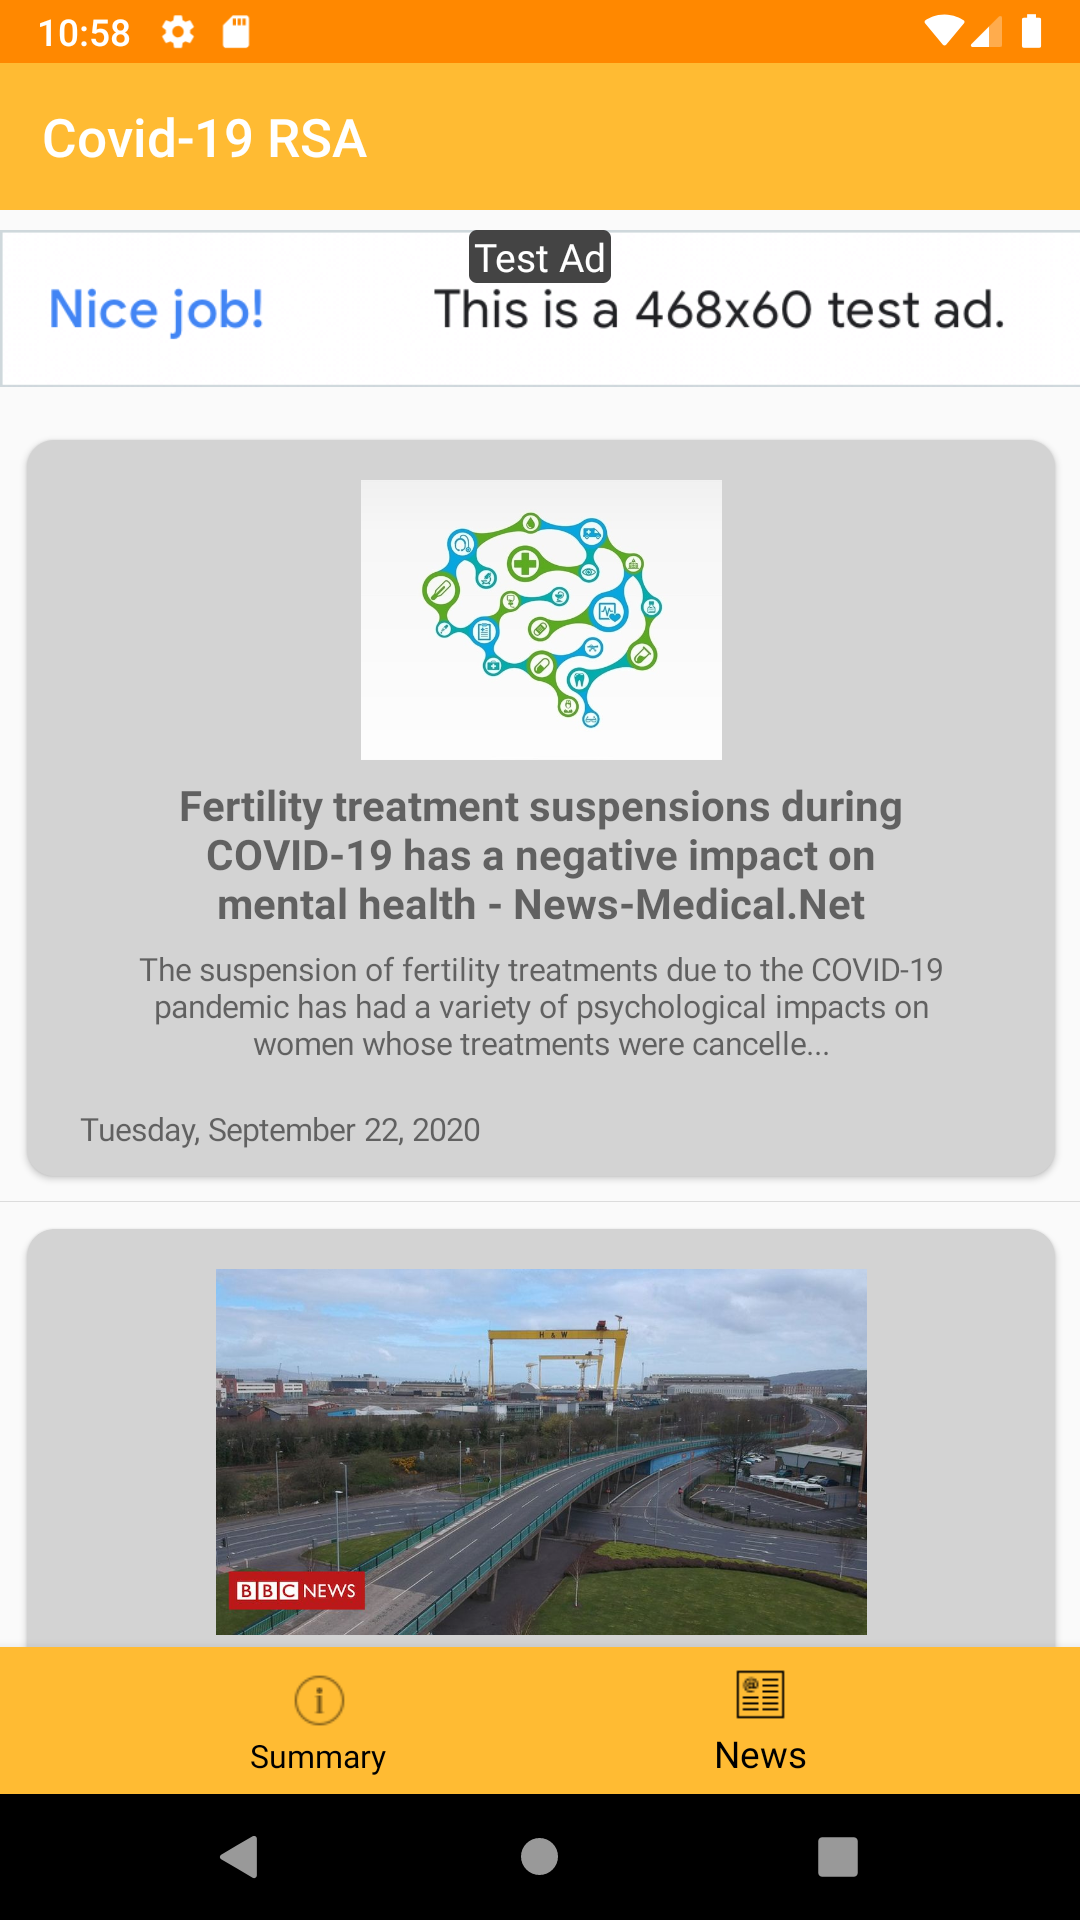 10:58
Covid-19 RSA
Test Ad
Nice job!
This is a 468x60 test ad.
Fertility treatment suspensions during
COVID-19 has a negative impact on
mental health - News-Medical.Net
The suspension of fertility treatments due to the COVID-19
pandemic has had a variety of psychological impacts on
women whose treatments were cancelle...
Tuesday, September 22, 2020
H & W
BBC NEWS
Summary
News